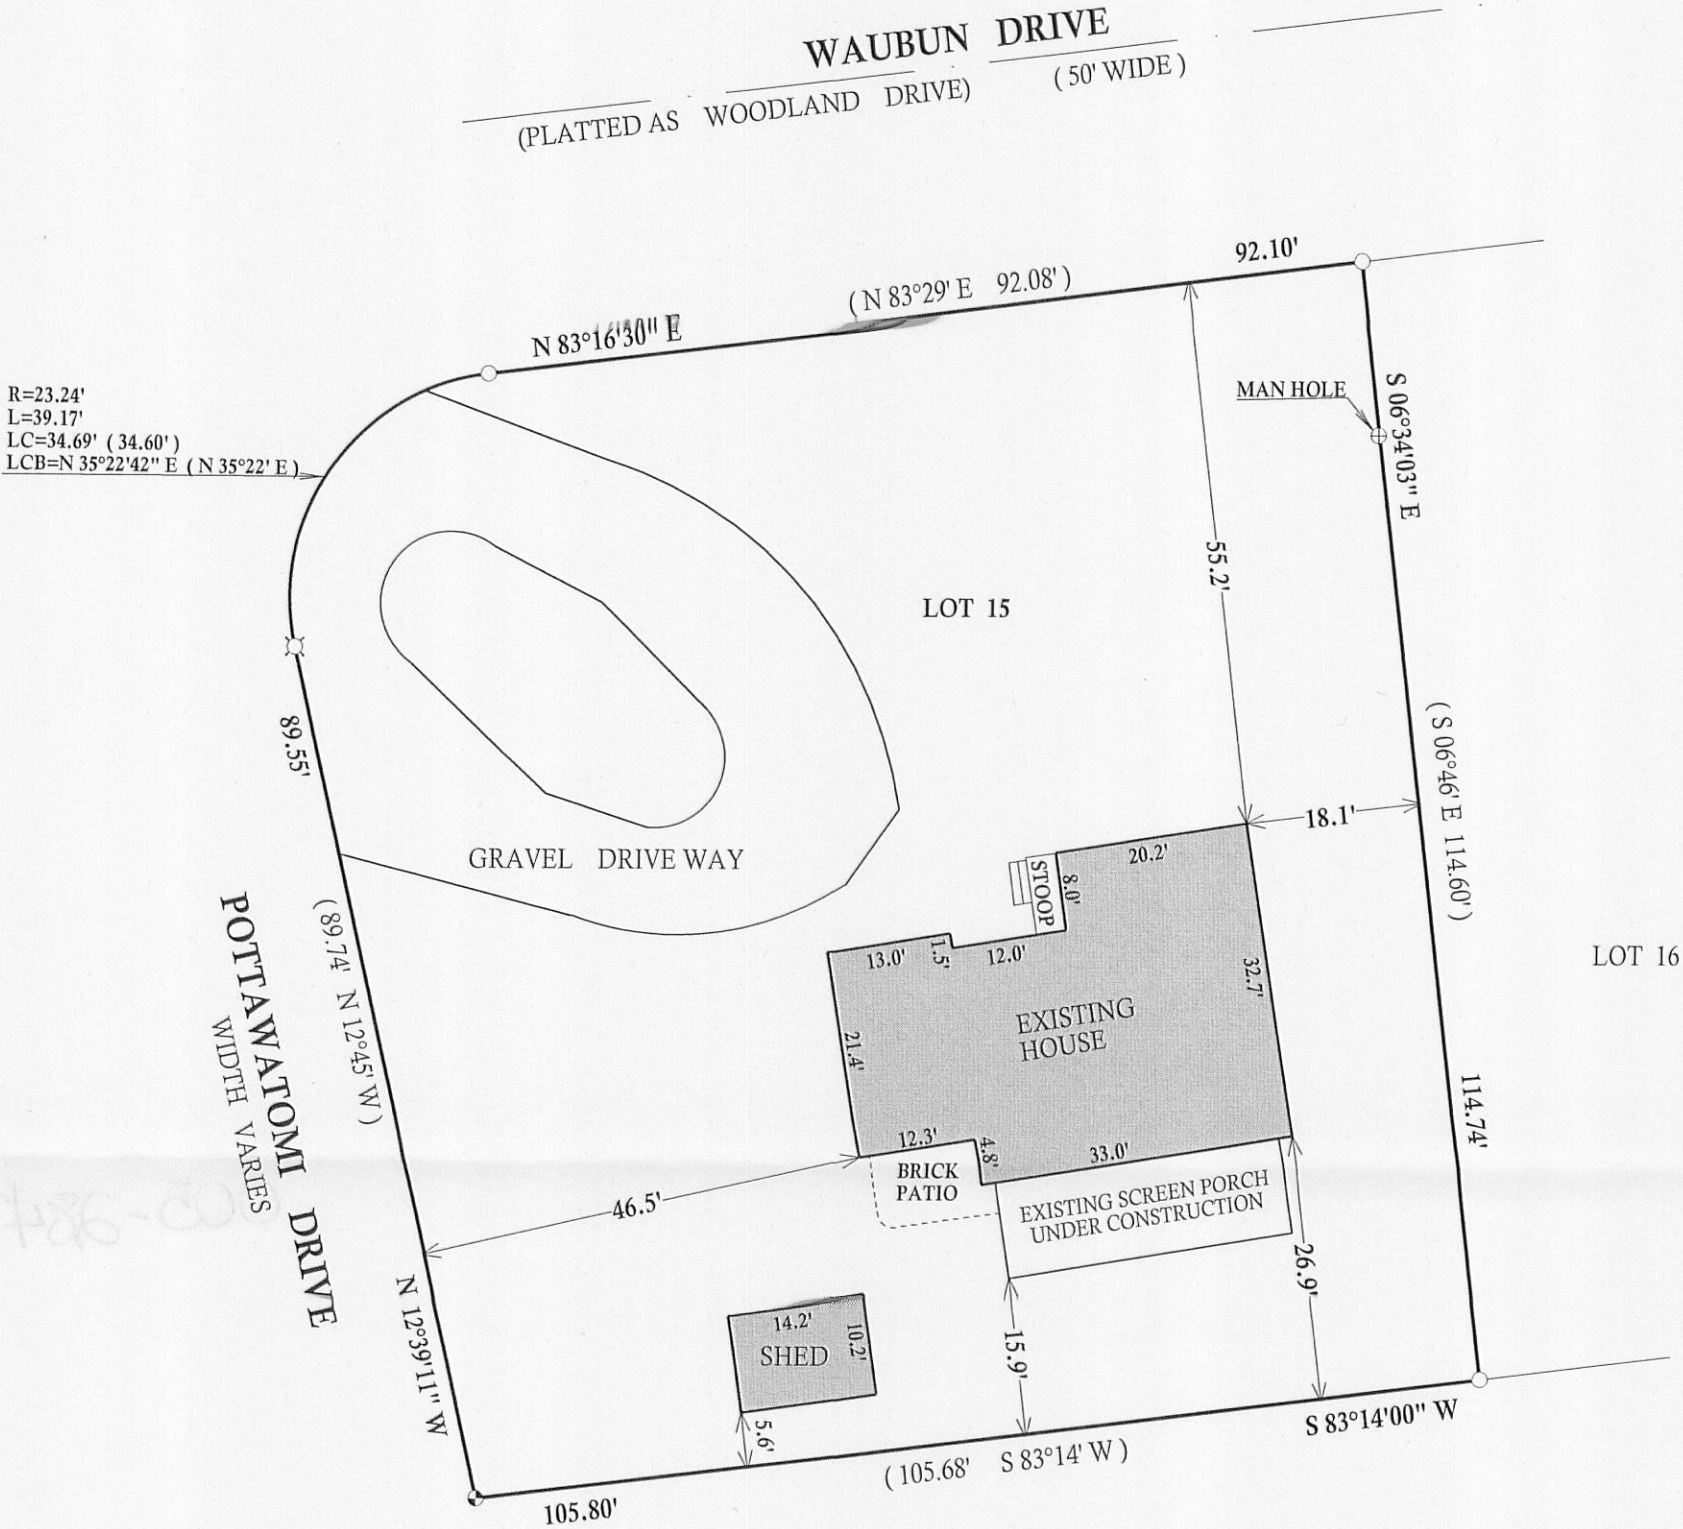 WAUBUN DRIVE
(PLATTED AS WOODLAND DRIVE) ( 50' WIDE )
92.10'
( N 83°29' E 92.08' )
N 83°16'30" E
R=23.24'
L=39.17'
LC=34.69' ( 34.60' )
LCB=N 35°22'42" E ( N 35°22' E )
MAN HOLE
S 06°34'03" E
55.2'
LOT 15
89.55'
( S 06°46' E 114.60' )
18.1'
GRAVEL DRIVE WAY
20.2'
STOOP
8.0'
13.0'
1.5'
12.0'
32.7'
LOT 16
EXISTING
HOUSE
21.4'
( 89.74' N 12°45' W )
POTTAWATOMI DRIVE
WIDTH VARIES
114.74'
12.3'
4.8'
33.0'
BRICK
PATIO
46.5'
EXISTING SCREEN PORCH
UNDER CONSTRUCTION
26.9'
N 12°39'11" W
14.2'
10.2'
SHED
15.9'
5.6'
S 83°14'00" W
( 105.68' S 83°14' W )
105.80'